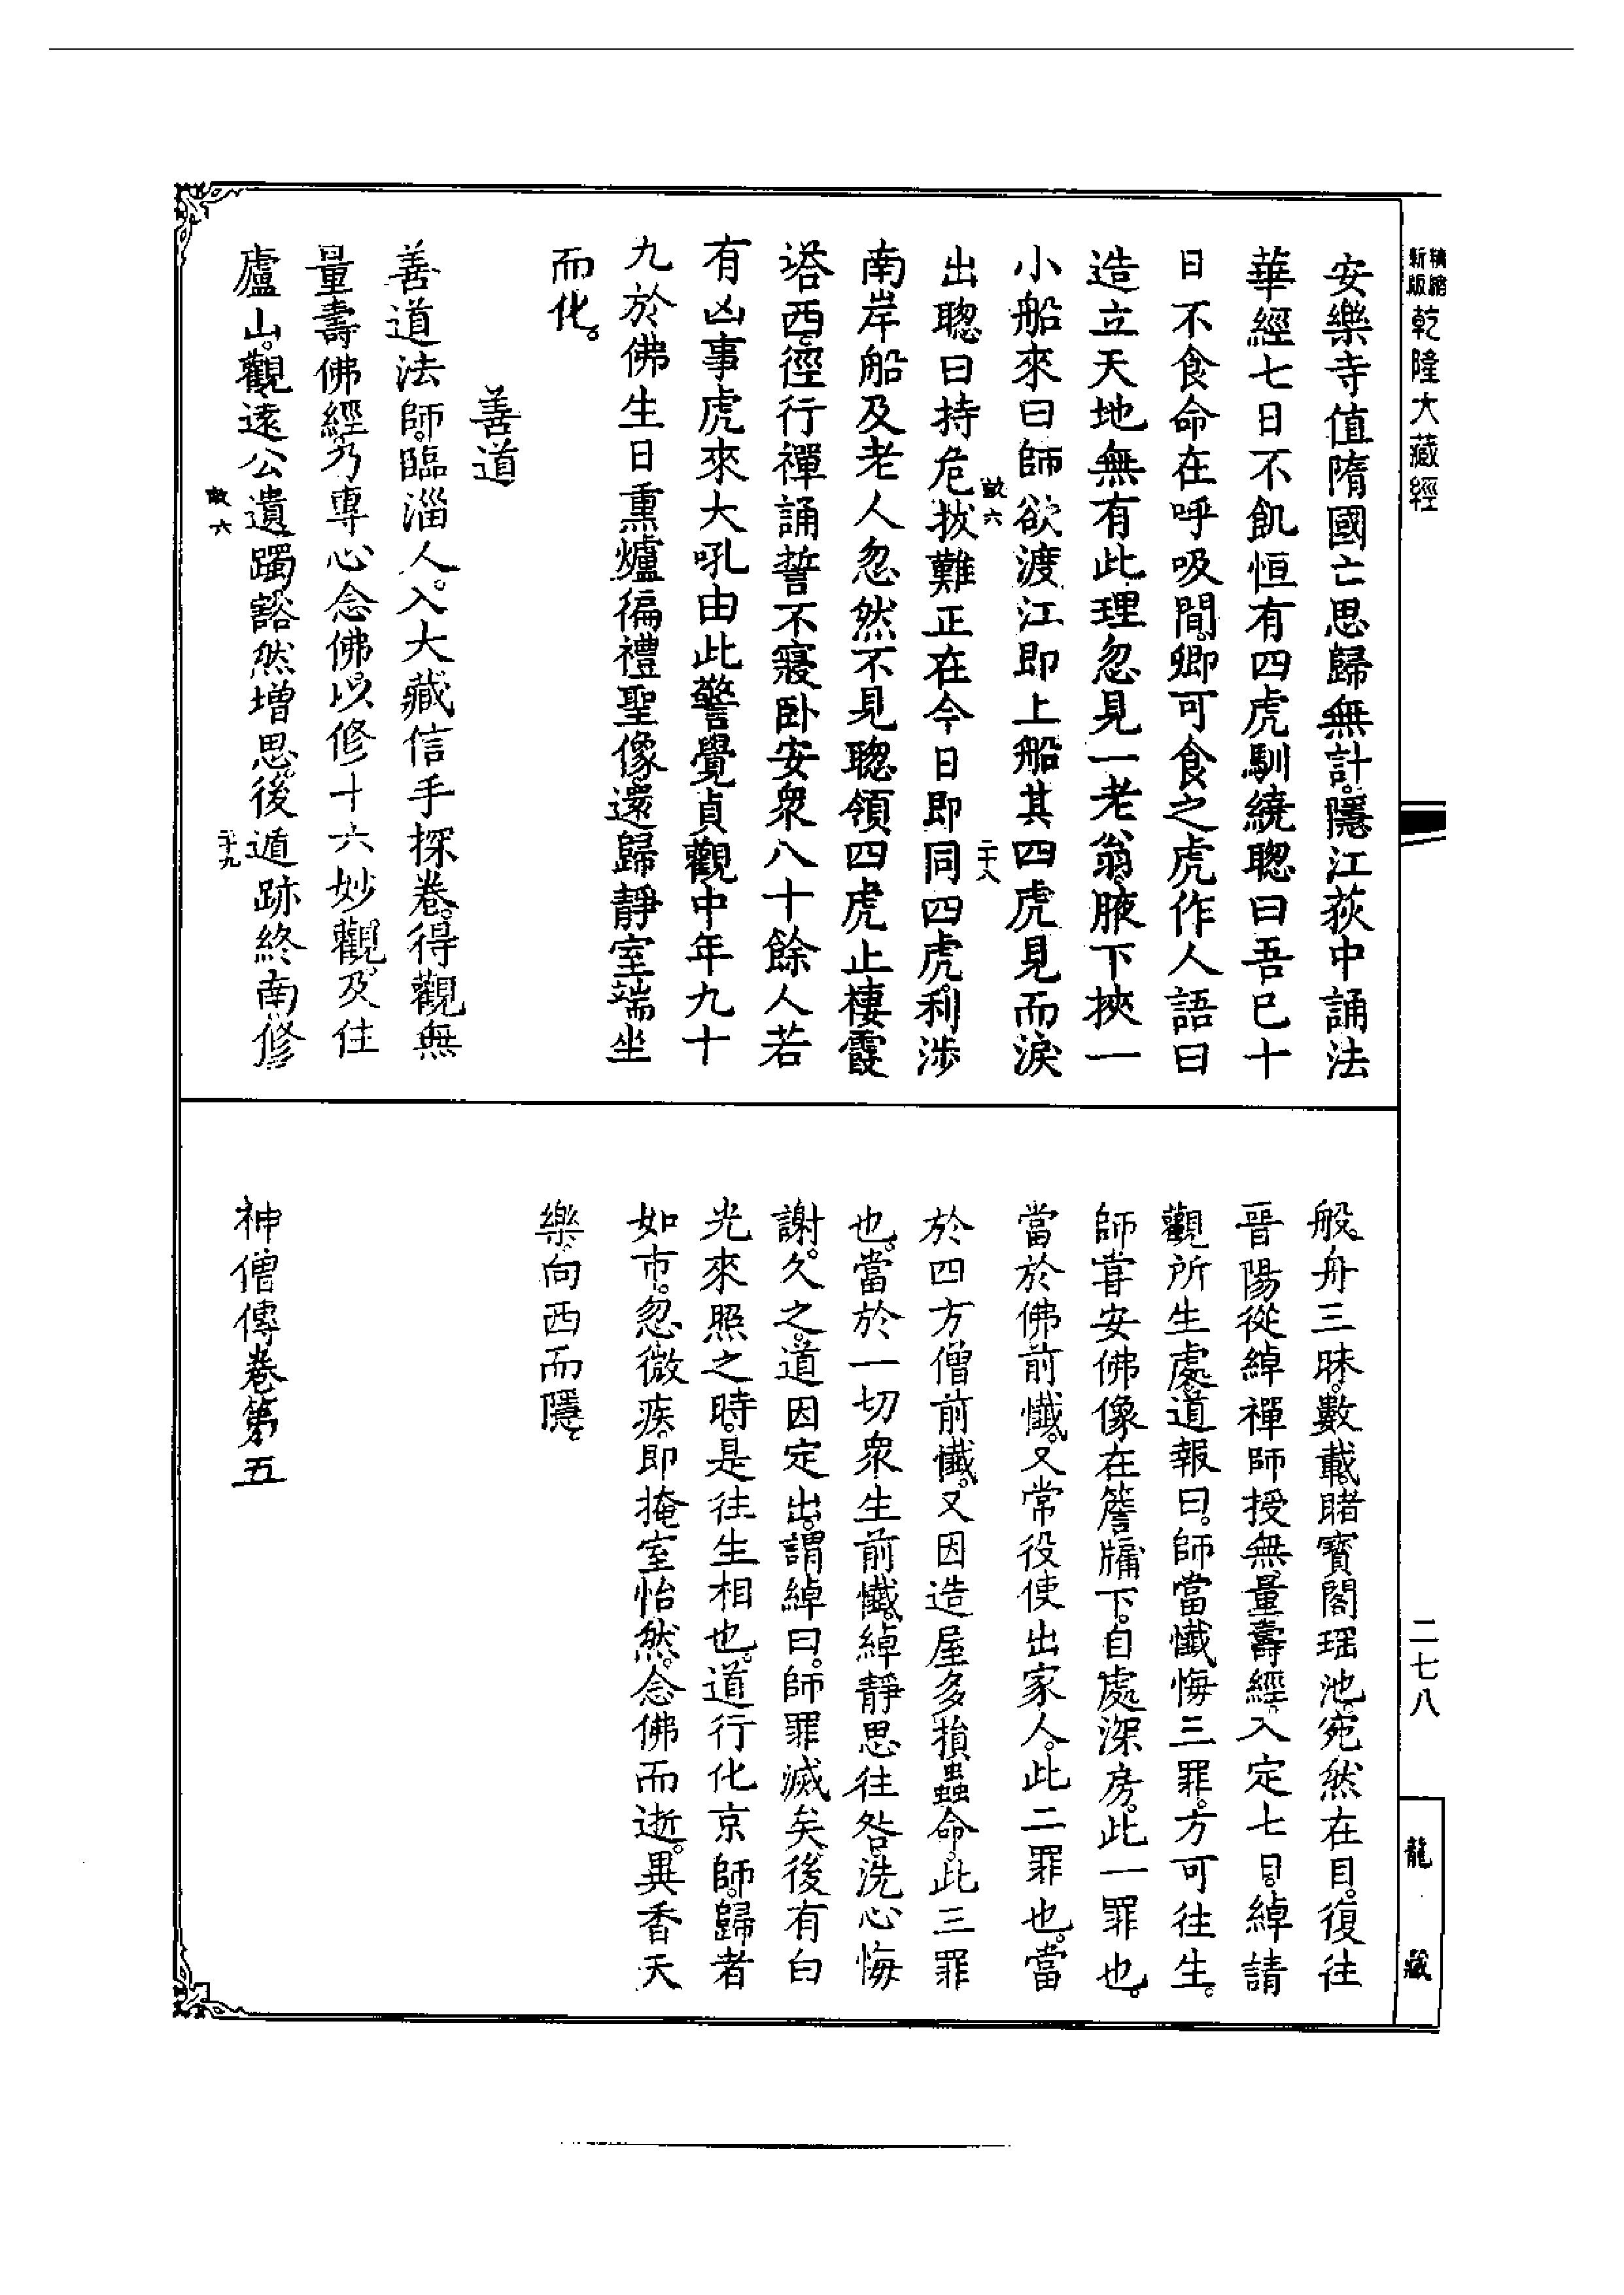 精縮
新版
乾隆大藏經
安樂寺值隋國亡思歸無計。隱江荻中誦法
華經七日不飢恒有四虎馴繞聰曰吾已十
日不食命在呼吸間。卿可食之虎作人語曰
造立天地無有此理忽見一老翁。腋下挾一
小船來曰師欲渡江即上船其四虎見而淚
出聰曰持危拔難正在今日即同四虎。利涉
南岸船及老人忽然不見聰領四虎止棲霞
塔西。徑行禪誦誓不寢卧安衆八十餘人若
有凶事虎來大吼由此警覺貞觀中年九十
九於佛生日熏爐徧禮聖像。還歸靜室端坐
而化。
善道
善道法師。臨淄人。入大藏信手探卷。得觀無
量壽佛經。乃專心念佛。以修十六妙觀。及往
廬山。觀遠公遺躅。豁然增思。後遁跡終南。修
六
二十八
六
二十九
般舟三昧。數載。睹寳閣瑶池。宛然在目。復往
晉陽從綽禪師授無量壽經。入定七日。綽請
觀所生處。道報曰。師當懺悔三罪。方可往生。
師甞安佛像在簷牖下。自處深房。此一罪也。
當於佛前懺。又常役使出家人。此二罪也。當
於四方僧前懺。又因造屋多損蟲命。此三罪
也。當於一切衆生前懺。綽靜思往咎。洗心悔
謝。久之。道因定出。謂綽曰。師罪滅矣。後有白
光來照之時。是往生相也。道行化京師。歸者
如市。忽微疾。即掩室怡然。念佛而逝。異香天
樂。向西而隱。
神僧傳卷第五
二七八
龍藏